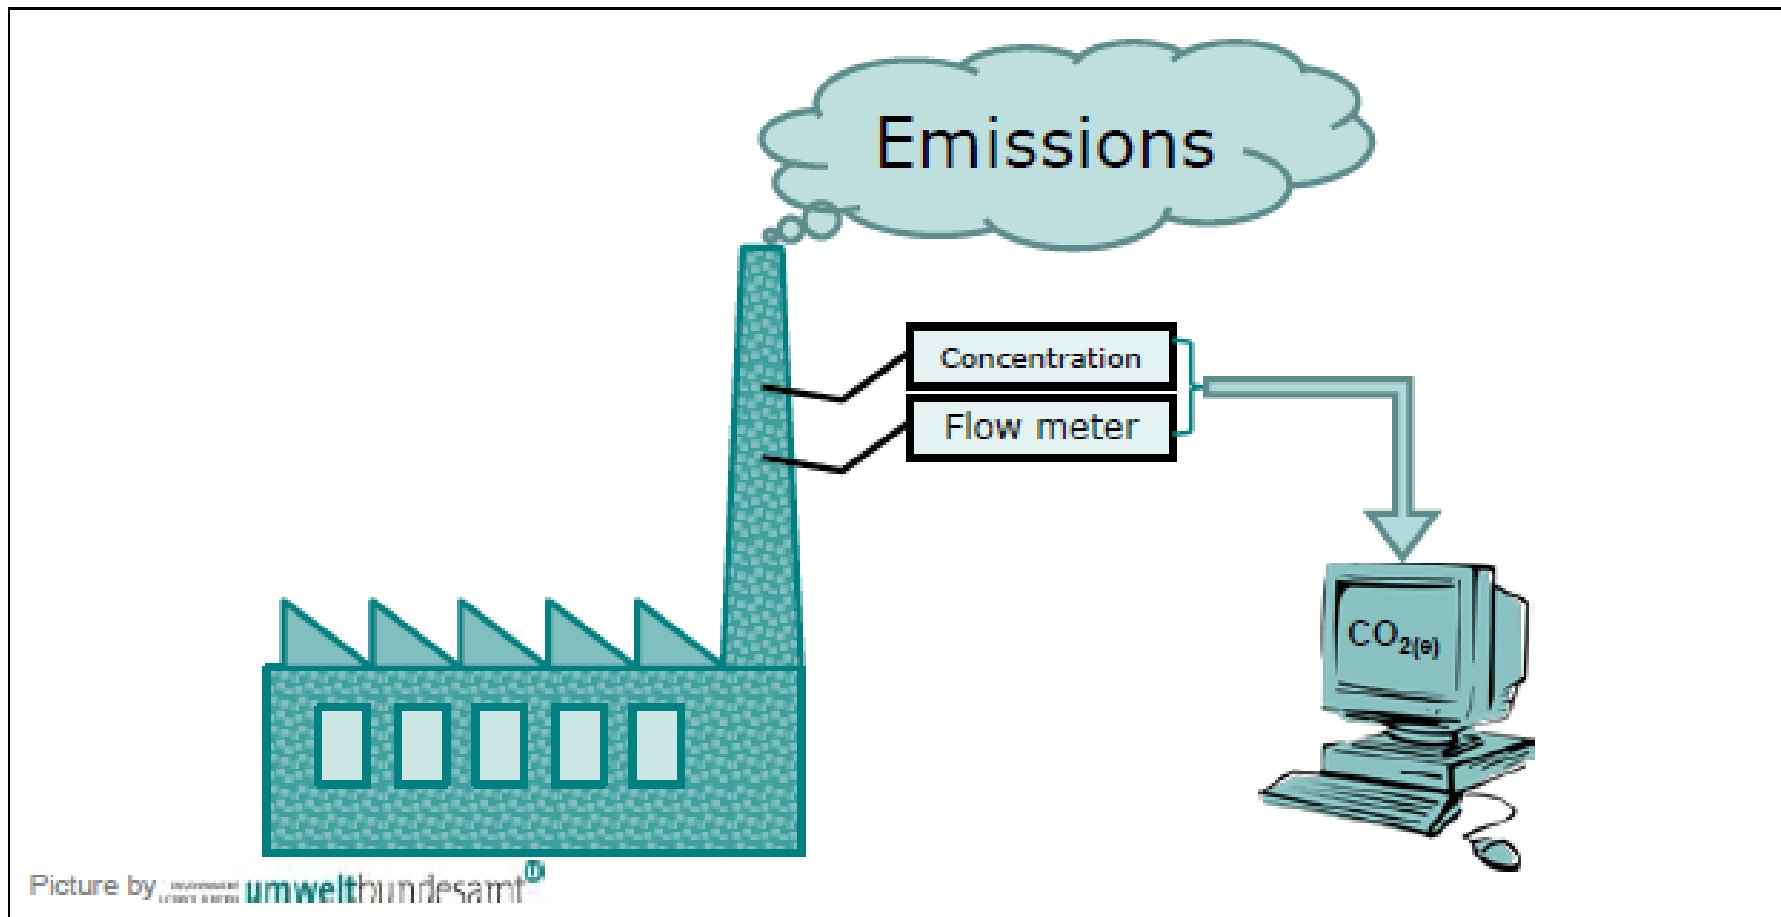 Emissions
Concentration
Flow meter
CO₂₍ₑ₎
Picture by umweltbundesamt